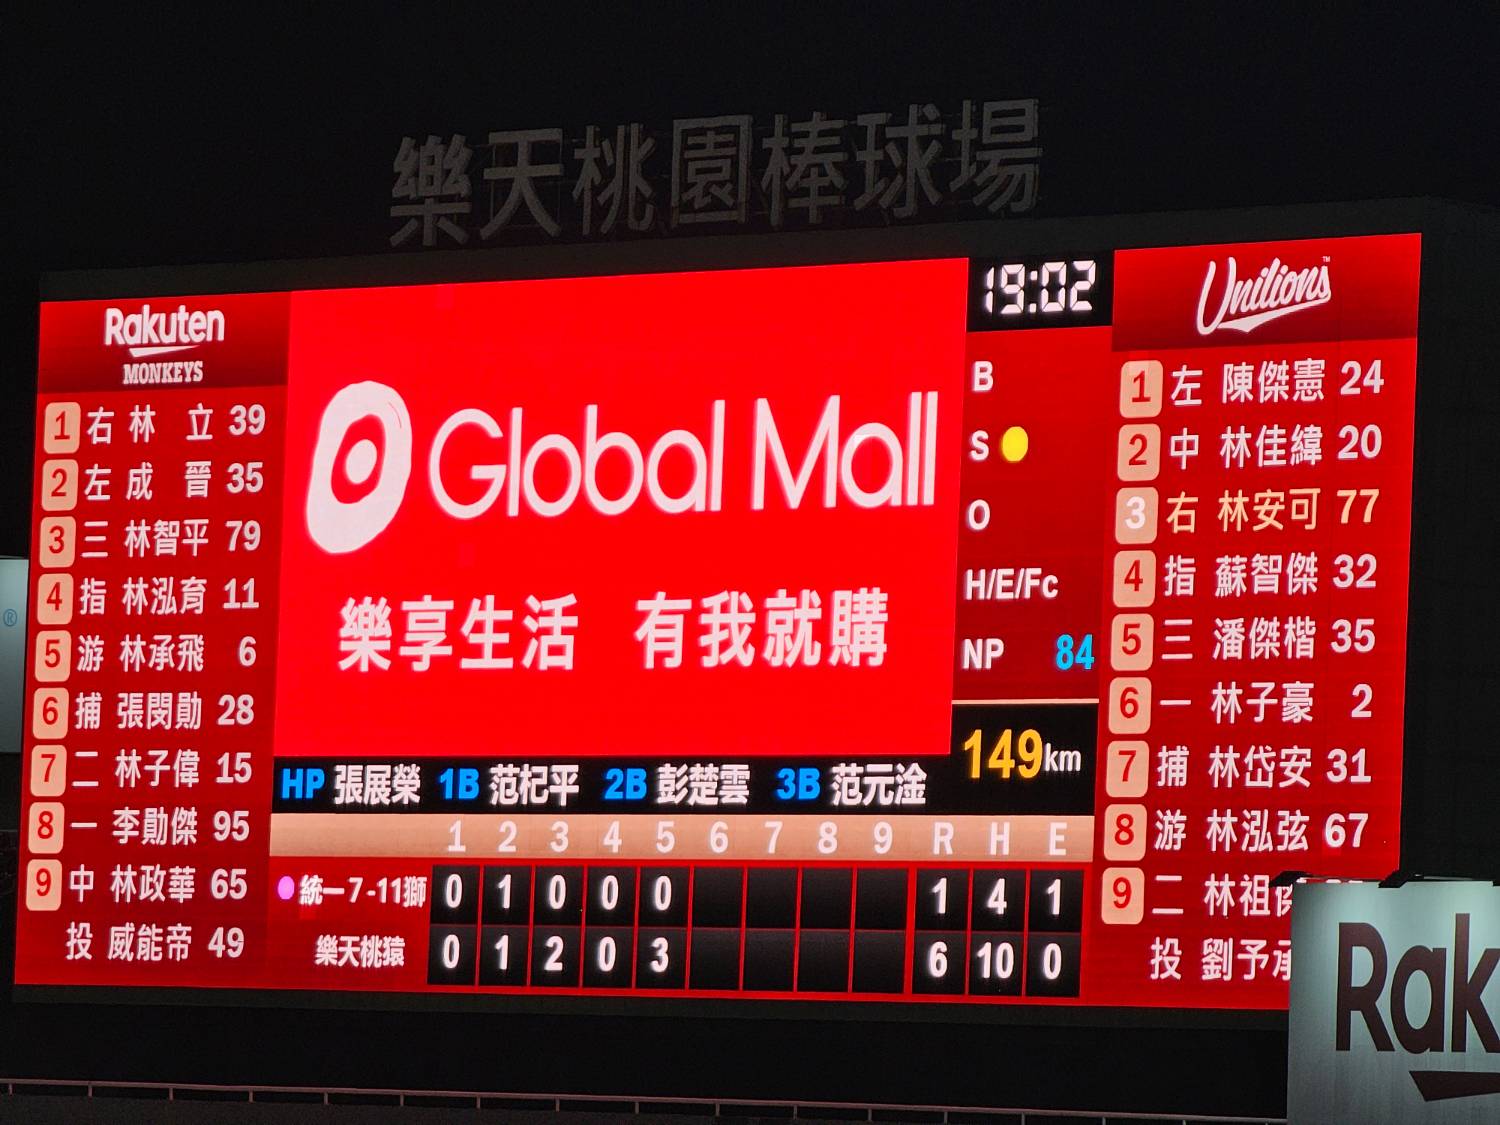 樂天桃園棒球場
Rakuten
MONKEYS
1 右 林 立 39
2 左 成 晉 35
3 三 林智平 79
4 指 林泓育 11
5 游 林承飛 6
6 捕 張閔勛 28
7 二 林子偉 15
8 一 李勛傑 95
9 中 林政華 65
投 威能帝 49
Global Mall
樂享生活 有我就購
19:02
B
S
O
H/E/Fc
NP 84
149km
HP 張展榮 1B 范杞平 2B 彭楚雲 3B 范元淦
1 2 3 4 5 6 7 8 9 R H E
統一7-11獅 0 1 0 0 0 1 4 1
樂天桃猿 0 1 2 0 3 6 10 0
Unilions™
1 左 陳傑憲 24
2 中 林佳緯 20
3 右 林安可 77
4 指 蘇智傑 32
5 三 潘傑楷 35
6 一 林子豪 2
7 捕 林岱安 31
8 游 林泓弦 67
9 二 林祖
投 劉予
Rak
®